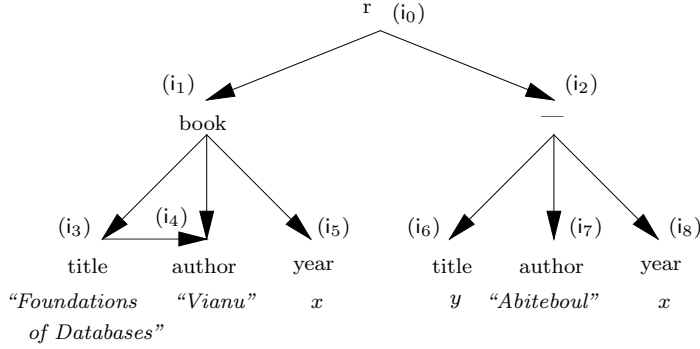 r (i₀)
(i₁) (i₂)
book —
(i₃) (i₄) (i₅) (i₆) (i₇) (i₈)
title author year title author year
“Foundations “Vianu” x y “Abiteboul” x
of Databases”